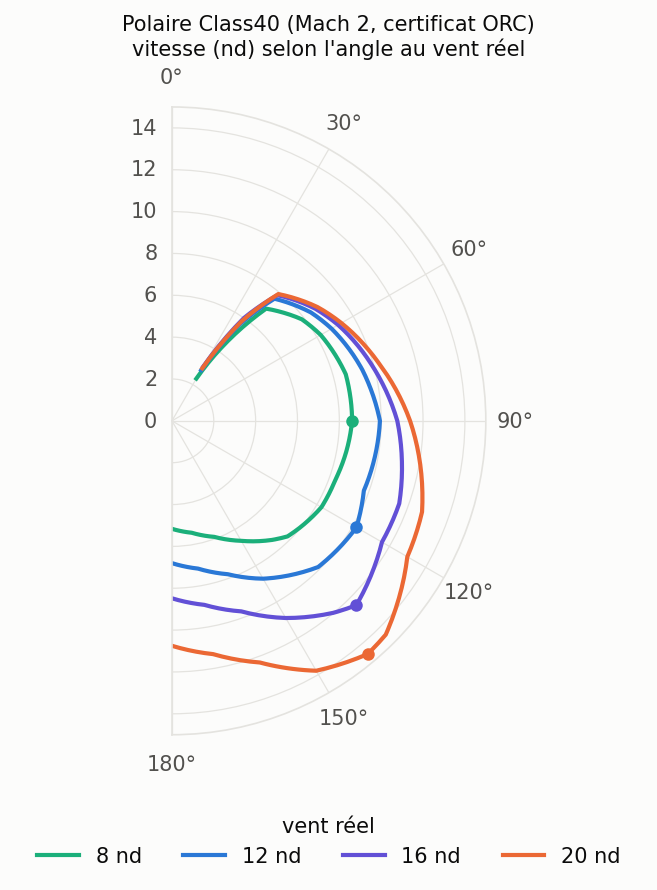 Polaire Class40 (Mach 2, certificat ORC)
vitesse (nd) selon l'angle au vent réel
0°
30°
14
12
10
60°
8
6
4
2
0
90°
120°
150°
180°
vent réel
8 nd
12 nd
16 nd
20 nd